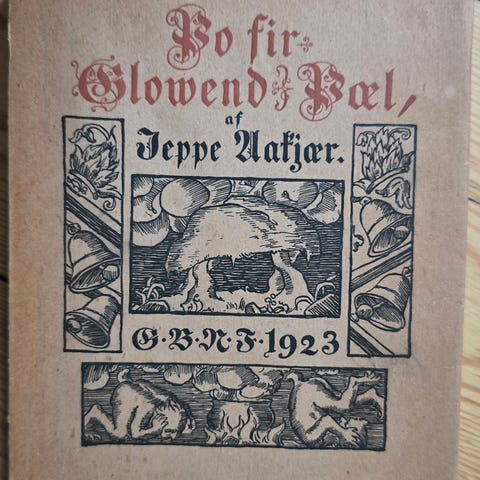 Po fir-
Glowend Pæl,
af
Jeppe Aakjær.
G·B·N·F·1923